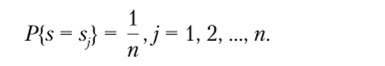 P{s = s_j} = 1/n, j = 1, 2, ..., n.